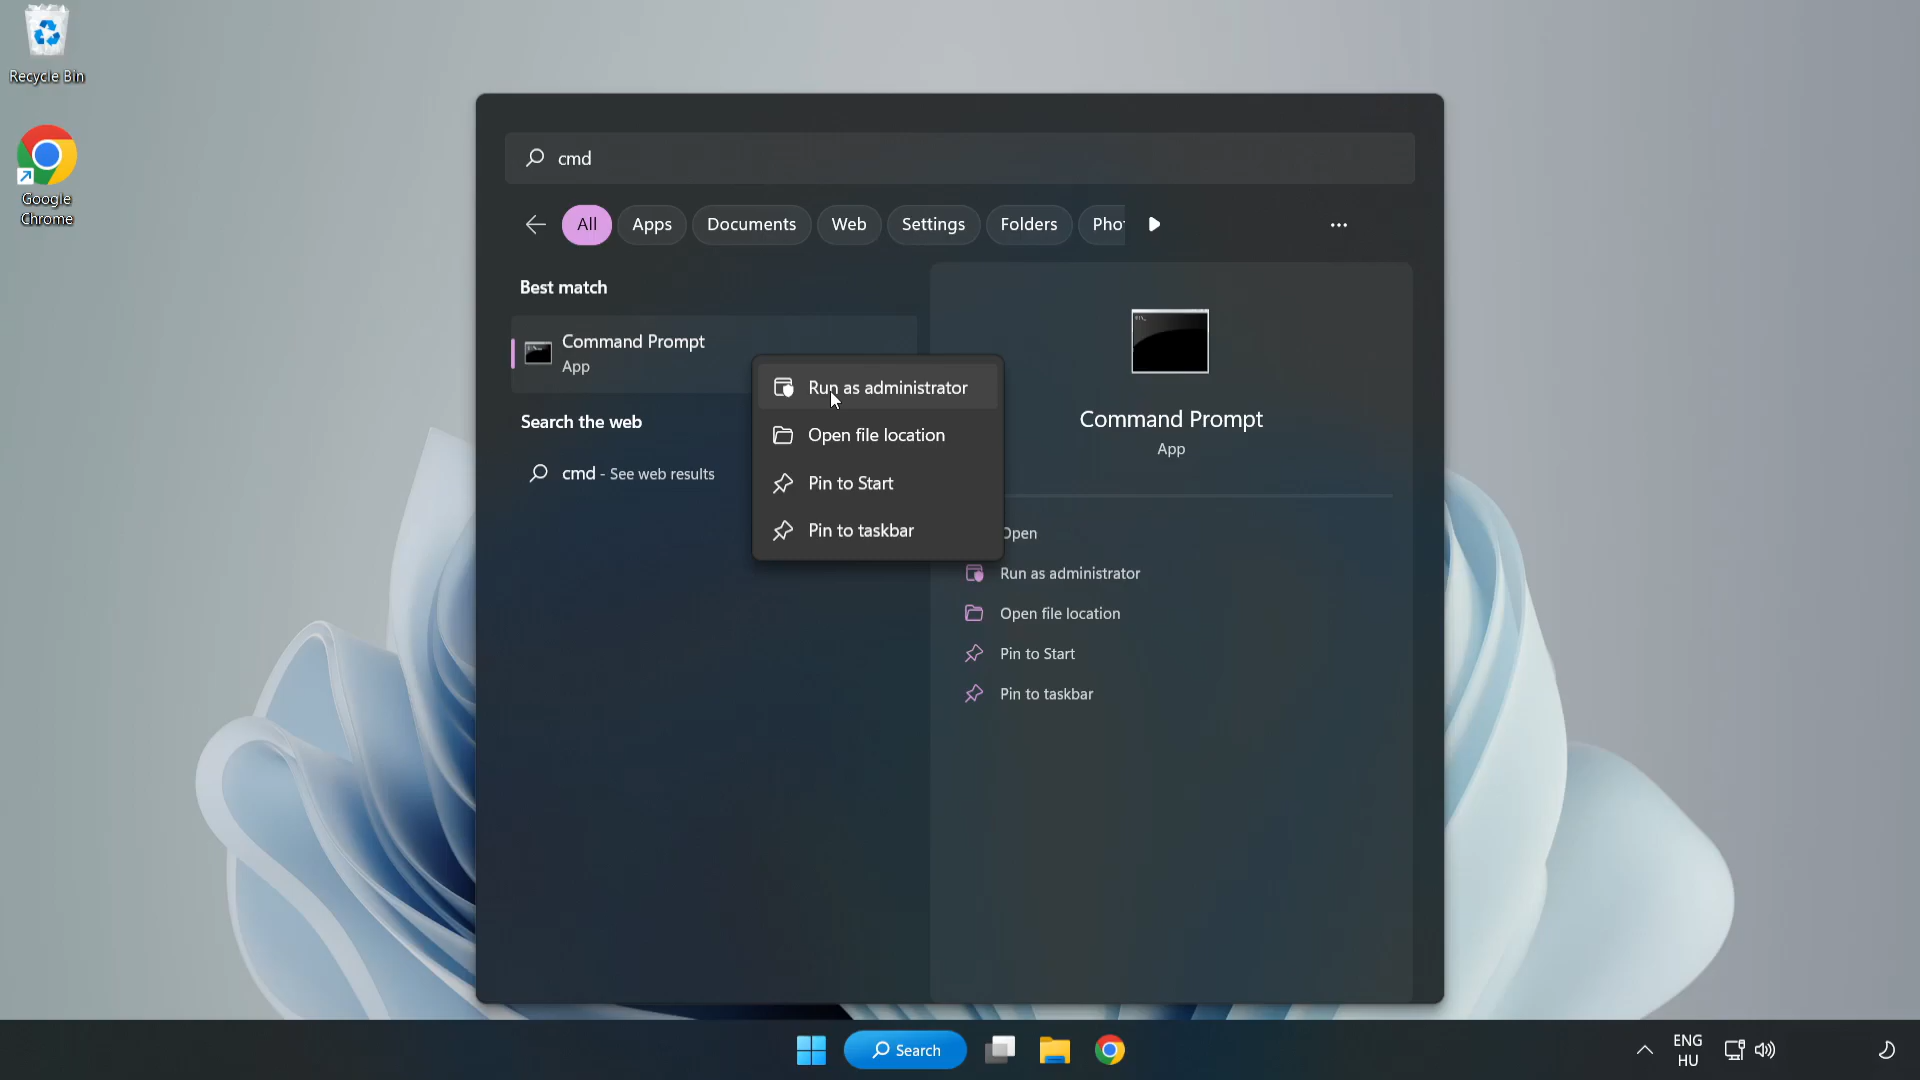 Recycle Bin
Google
Chrome
cmd
All
Apps
Documents
Web
Settings
Folders
Pho
Best match
Command Prompt
App
Search the web
cmd - See web results
Run as administrator
Open file location
Pin to Start
Pin to taskbar
Command Prompt
App
Open
Run as administrator
Open file location
Pin to Start
Pin to taskbar
Search
ENG
HU